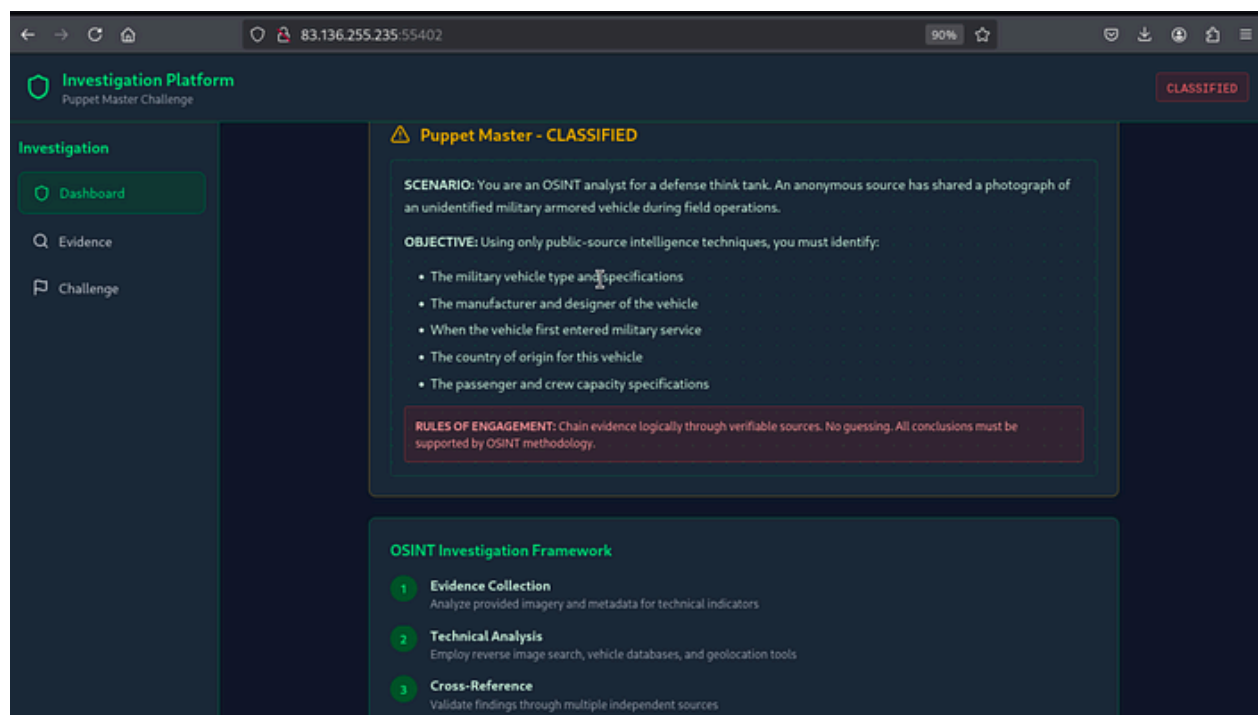 83.136.255.235:55402
90%
Investigation Platform
Puppet Master Challenge
CLASSIFIED
Investigation
Dashboard
Evidence
Challenge
Puppet Master - CLASSIFIED
SCENARIO: You are an OSINT analyst for a defense think tank. An anonymous source has shared a photograph of
an unidentified military armored vehicle during field operations.
OBJECTIVE: Using only public-source intelligence techniques, you must identify:
• The military vehicle type and specifications
• The manufacturer and designer of the vehicle
• When the vehicle first entered military service
• The country of origin for this vehicle
• The passenger and crew capacity specifications
RULES OF ENGAGEMENT: Chain evidence logically through verifiable sources. No guessing. All conclusions must be
supported by OSINT methodology.
OSINT Investigation Framework
1
Evidence Collection
Analyze provided imagery and metadata for technical indicators
2
Technical Analysis
Employ reverse image search, vehicle databases, and geolocation tools
3
Cross-Reference
Validate findings through multiple independent sources